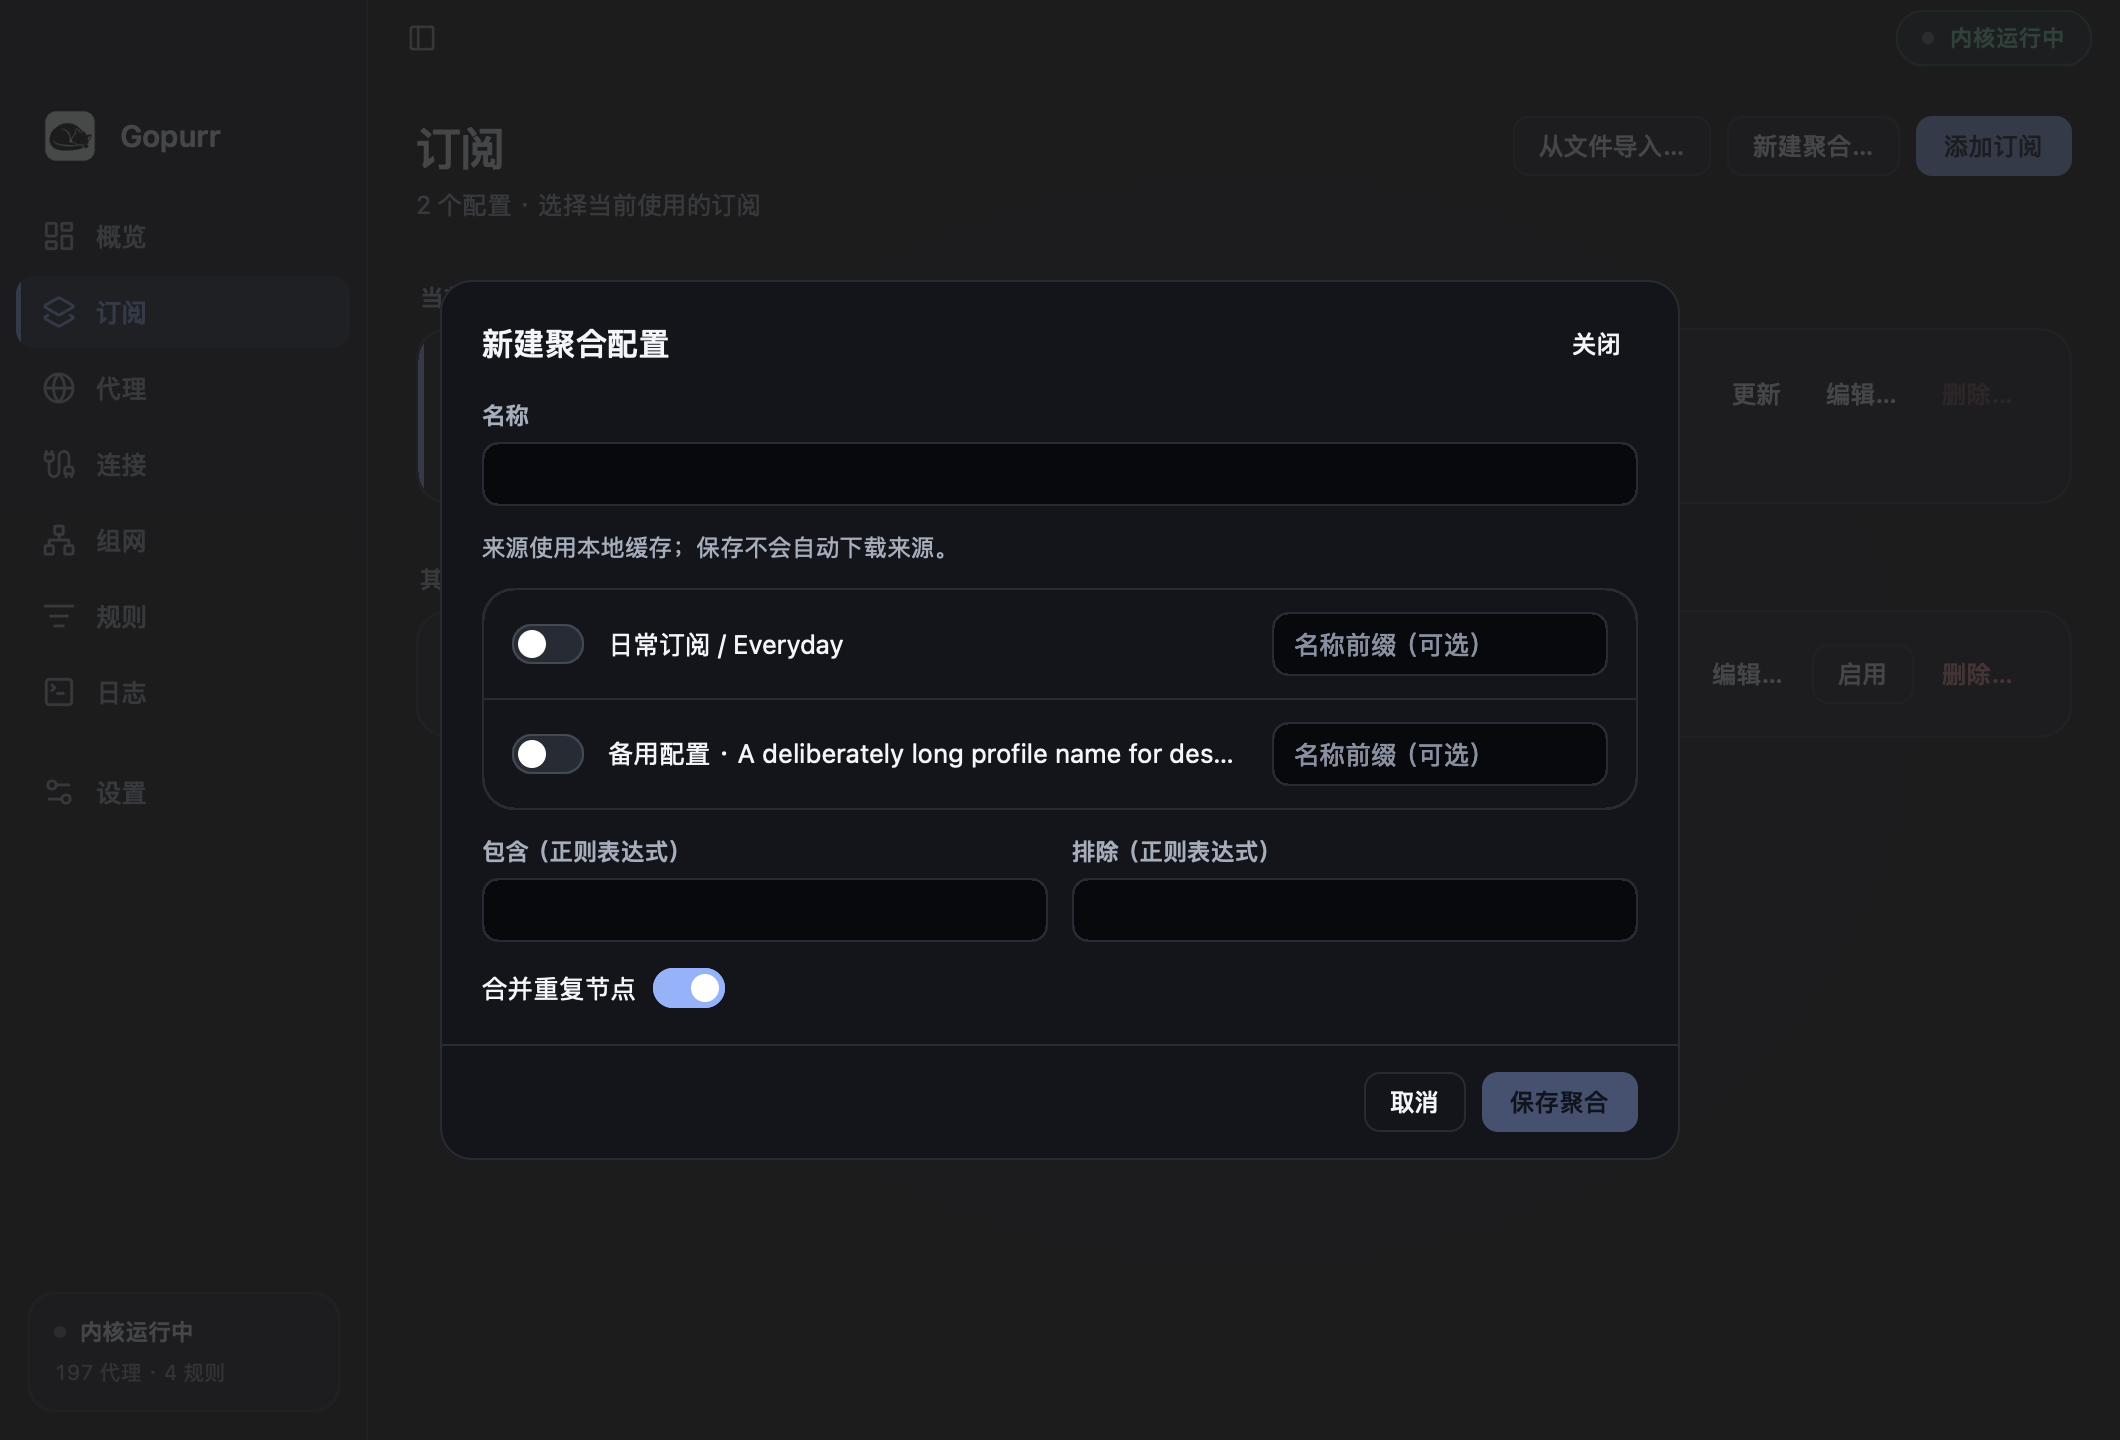 内核运行中
Gopurr
概览
订阅
代理
连接
组网
规则
日志
设置
内核运行中
197 代理 · 4 规则
订阅
2 个配置 · 选择当前使用的订阅
从文件导入...
新建聚合...
添加订阅
更新
编辑...
删除...
编辑...
启用
删除...
新建聚合配置
关闭
名称
来源使用本地缓存；保存不会自动下载来源。
日常订阅 / Everyday
名称前缀（可选）
备用配置 · A deliberately long profile name for des...
名称前缀（可选）
包含（正则表达式）
排除（正则表达式）
合并重复节点
取消
保存聚合